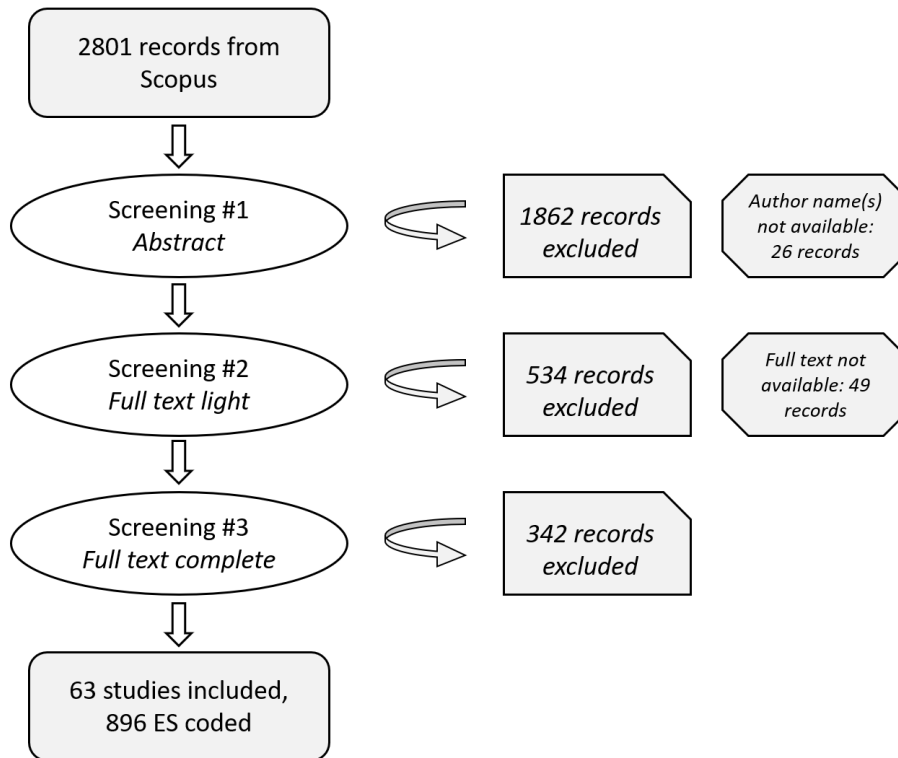 2801 records from
Scopus
Screening #1
Abstract
1862 records
excluded
Author name(s)
not available:
26 records
Screening #2
Full text light
534 records
excluded
Full text not
available: 49
records
Screening #3
Full text complete
342 records
excluded
63 studies included,
896 ES coded